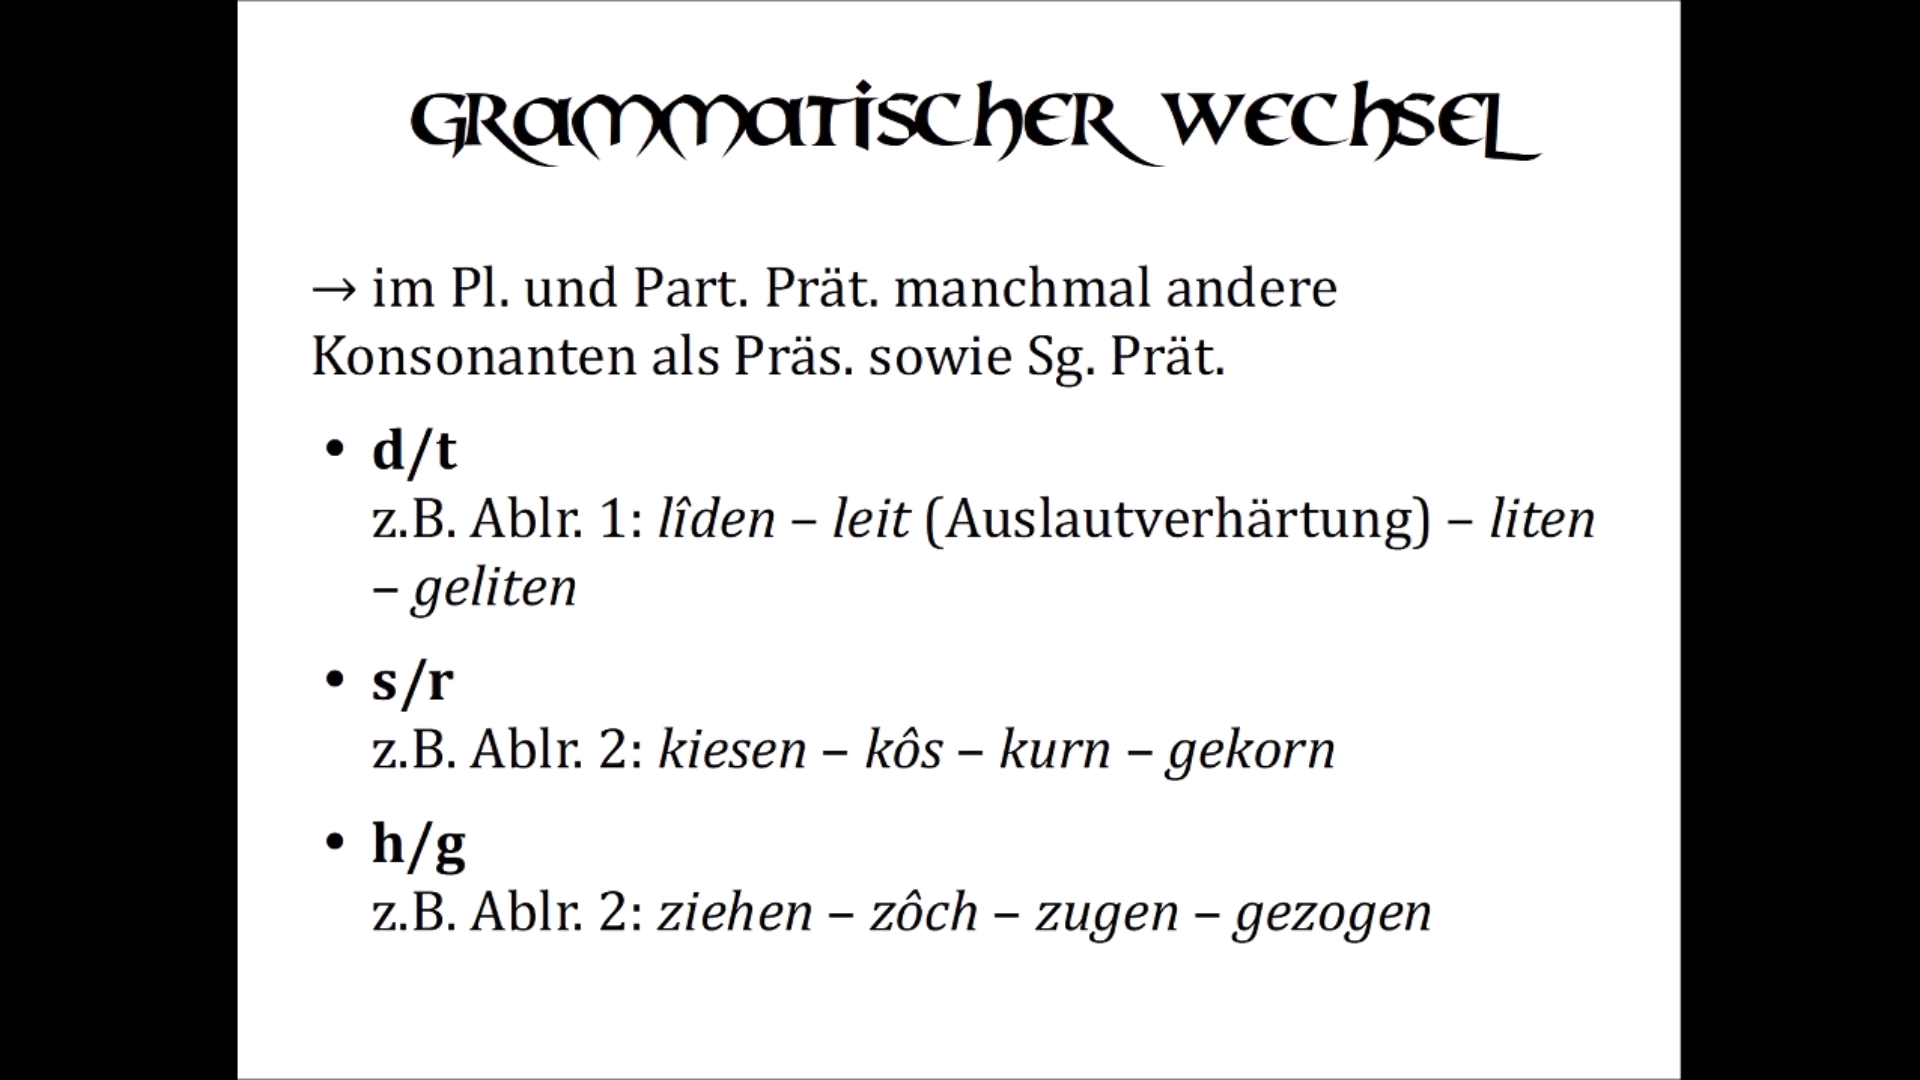 Grammatischer Wechsel
→ im Pl. und Part. Prät. manchmal andere
Konsonanten als Präs. sowie Sg. Prät.
• d/t
z.B. Ablr. 1: lîden – leit (Auslautverhärtung) – liten
– geliten
• s/r
z.B. Ablr. 2: kiesen – kôs – kurn – gekorn
• h/g
z.B. Ablr. 2: ziehen – zôch – zugen – gezogen